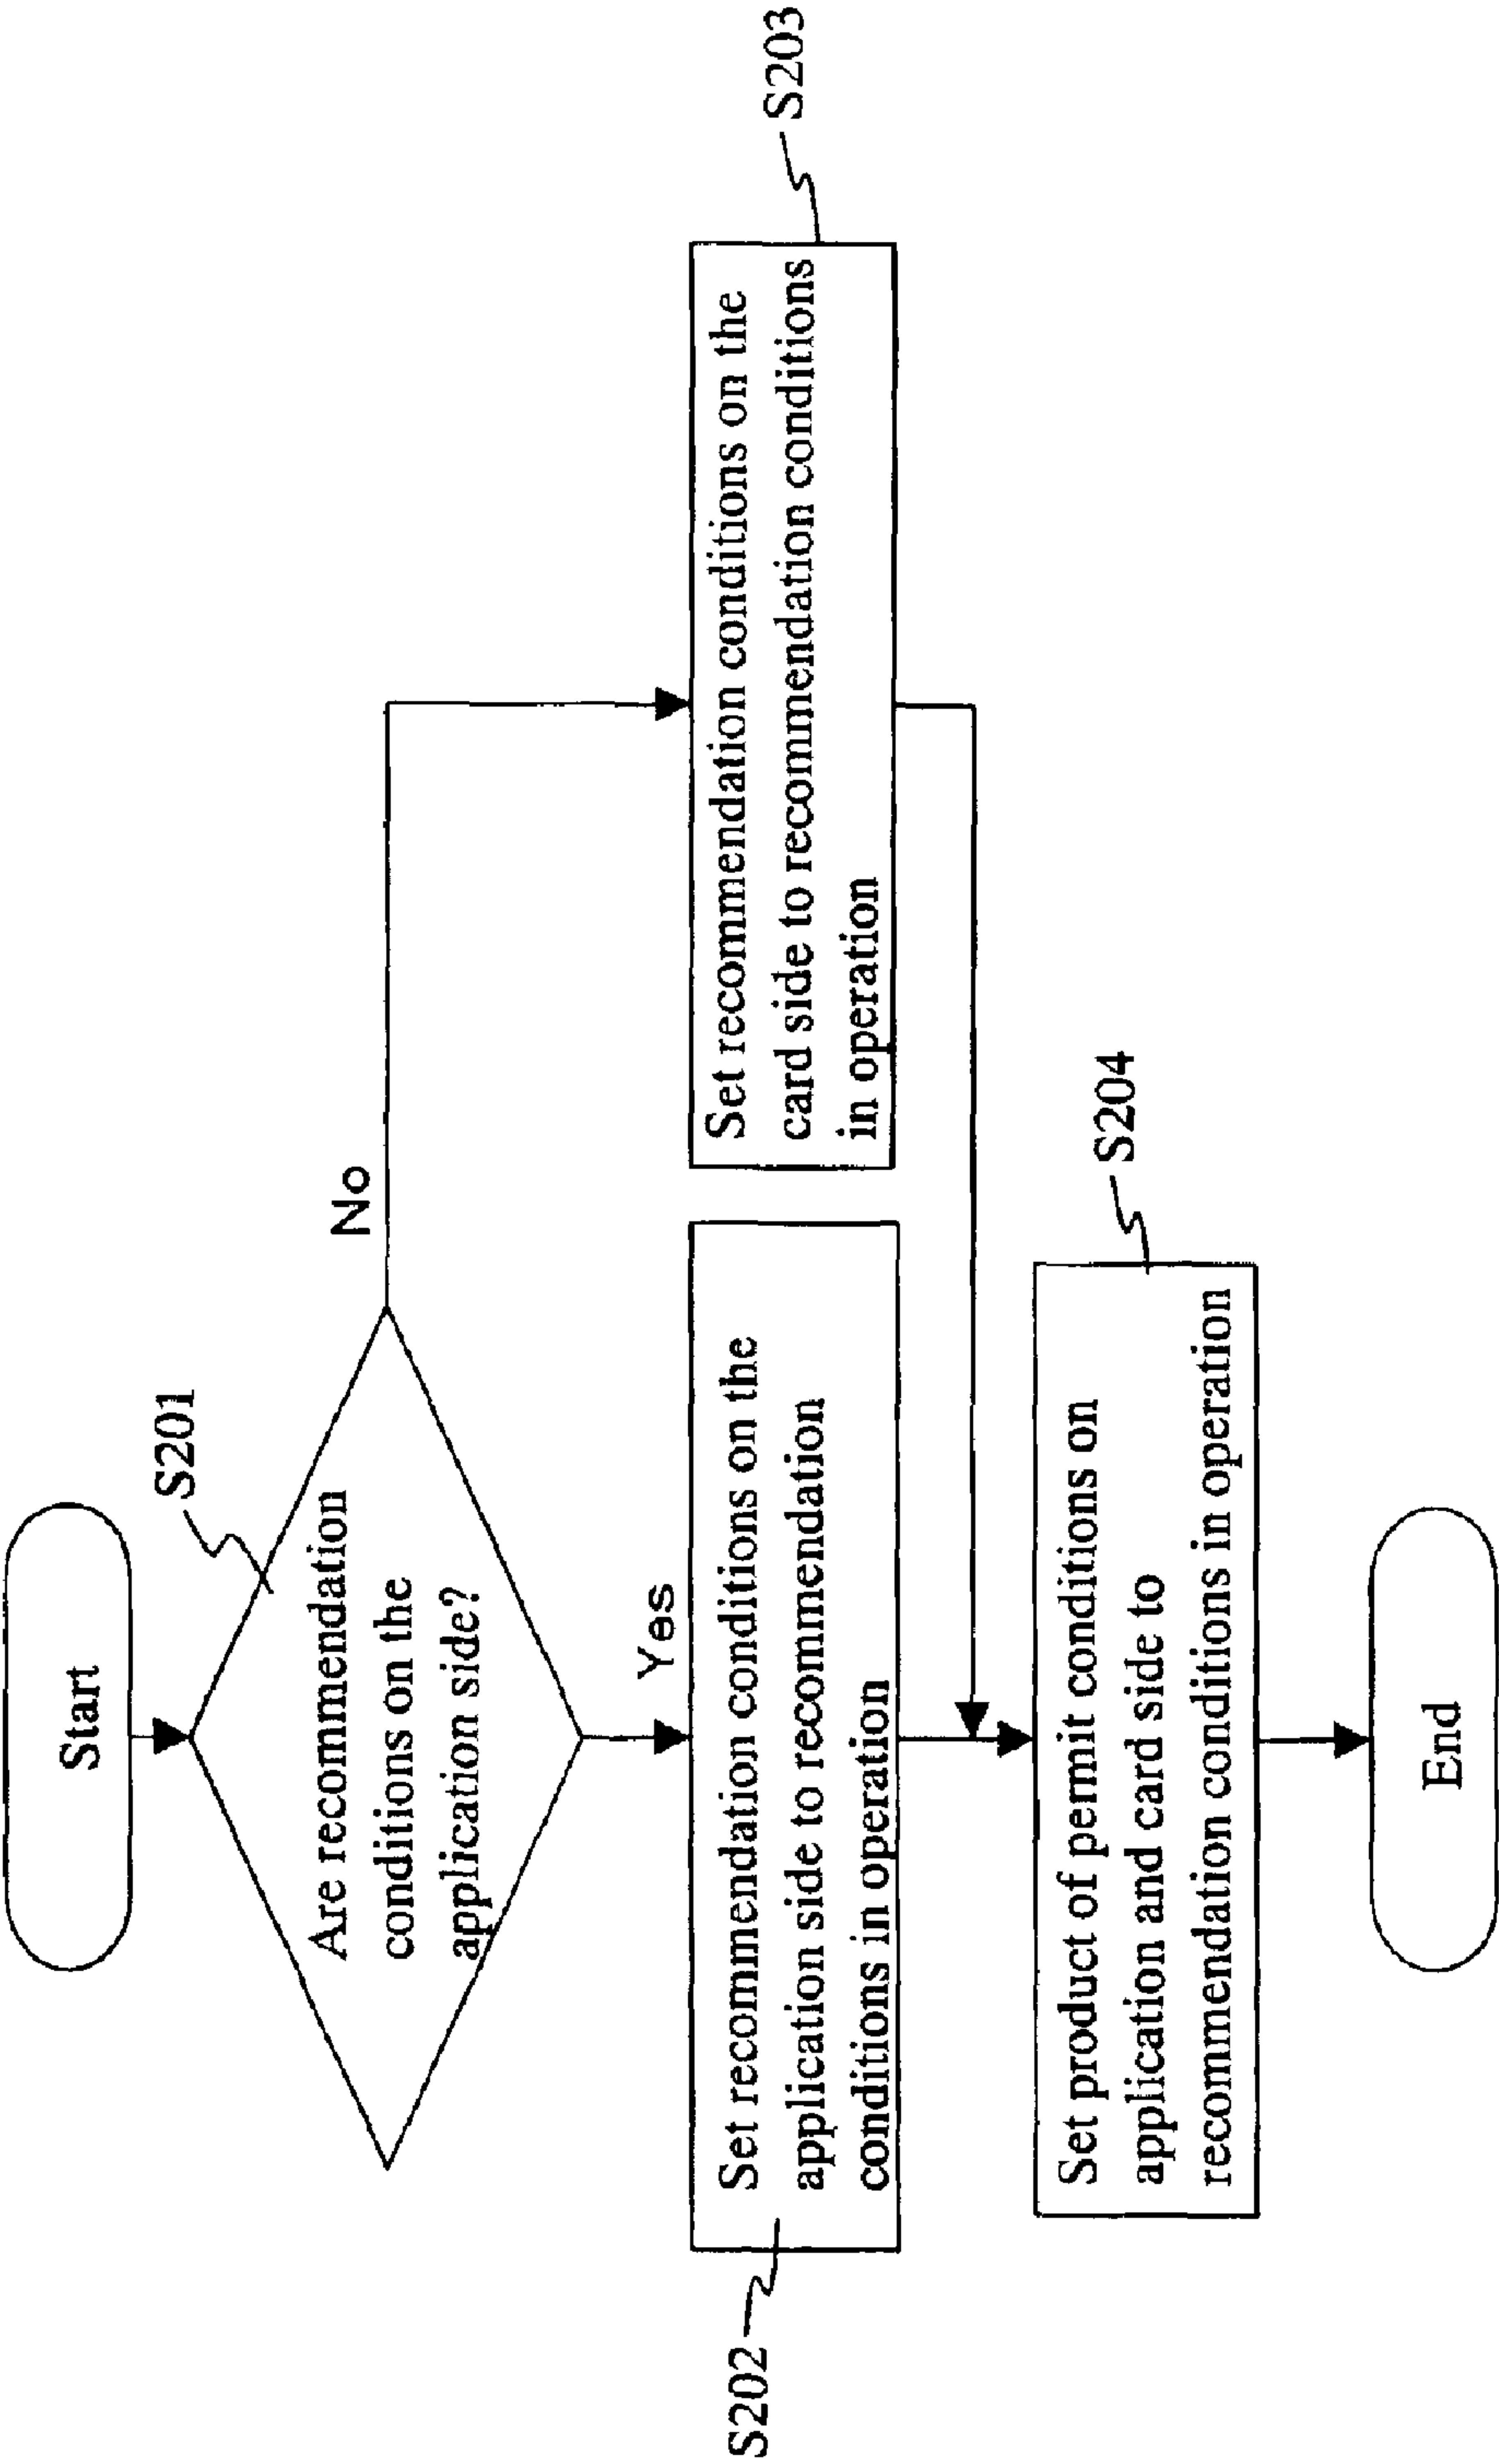 Start
S201
Are recommendation
conditions on the
application side?
No
Yes
S202
Set recommendation conditions on the
application side to recommendation
conditions in operation
S203
Set recommendation conditions on the
card side to recommendation conditions
in operation
S204
Set product of permit conditions on
application and card side to
recommendation conditions in operation
End